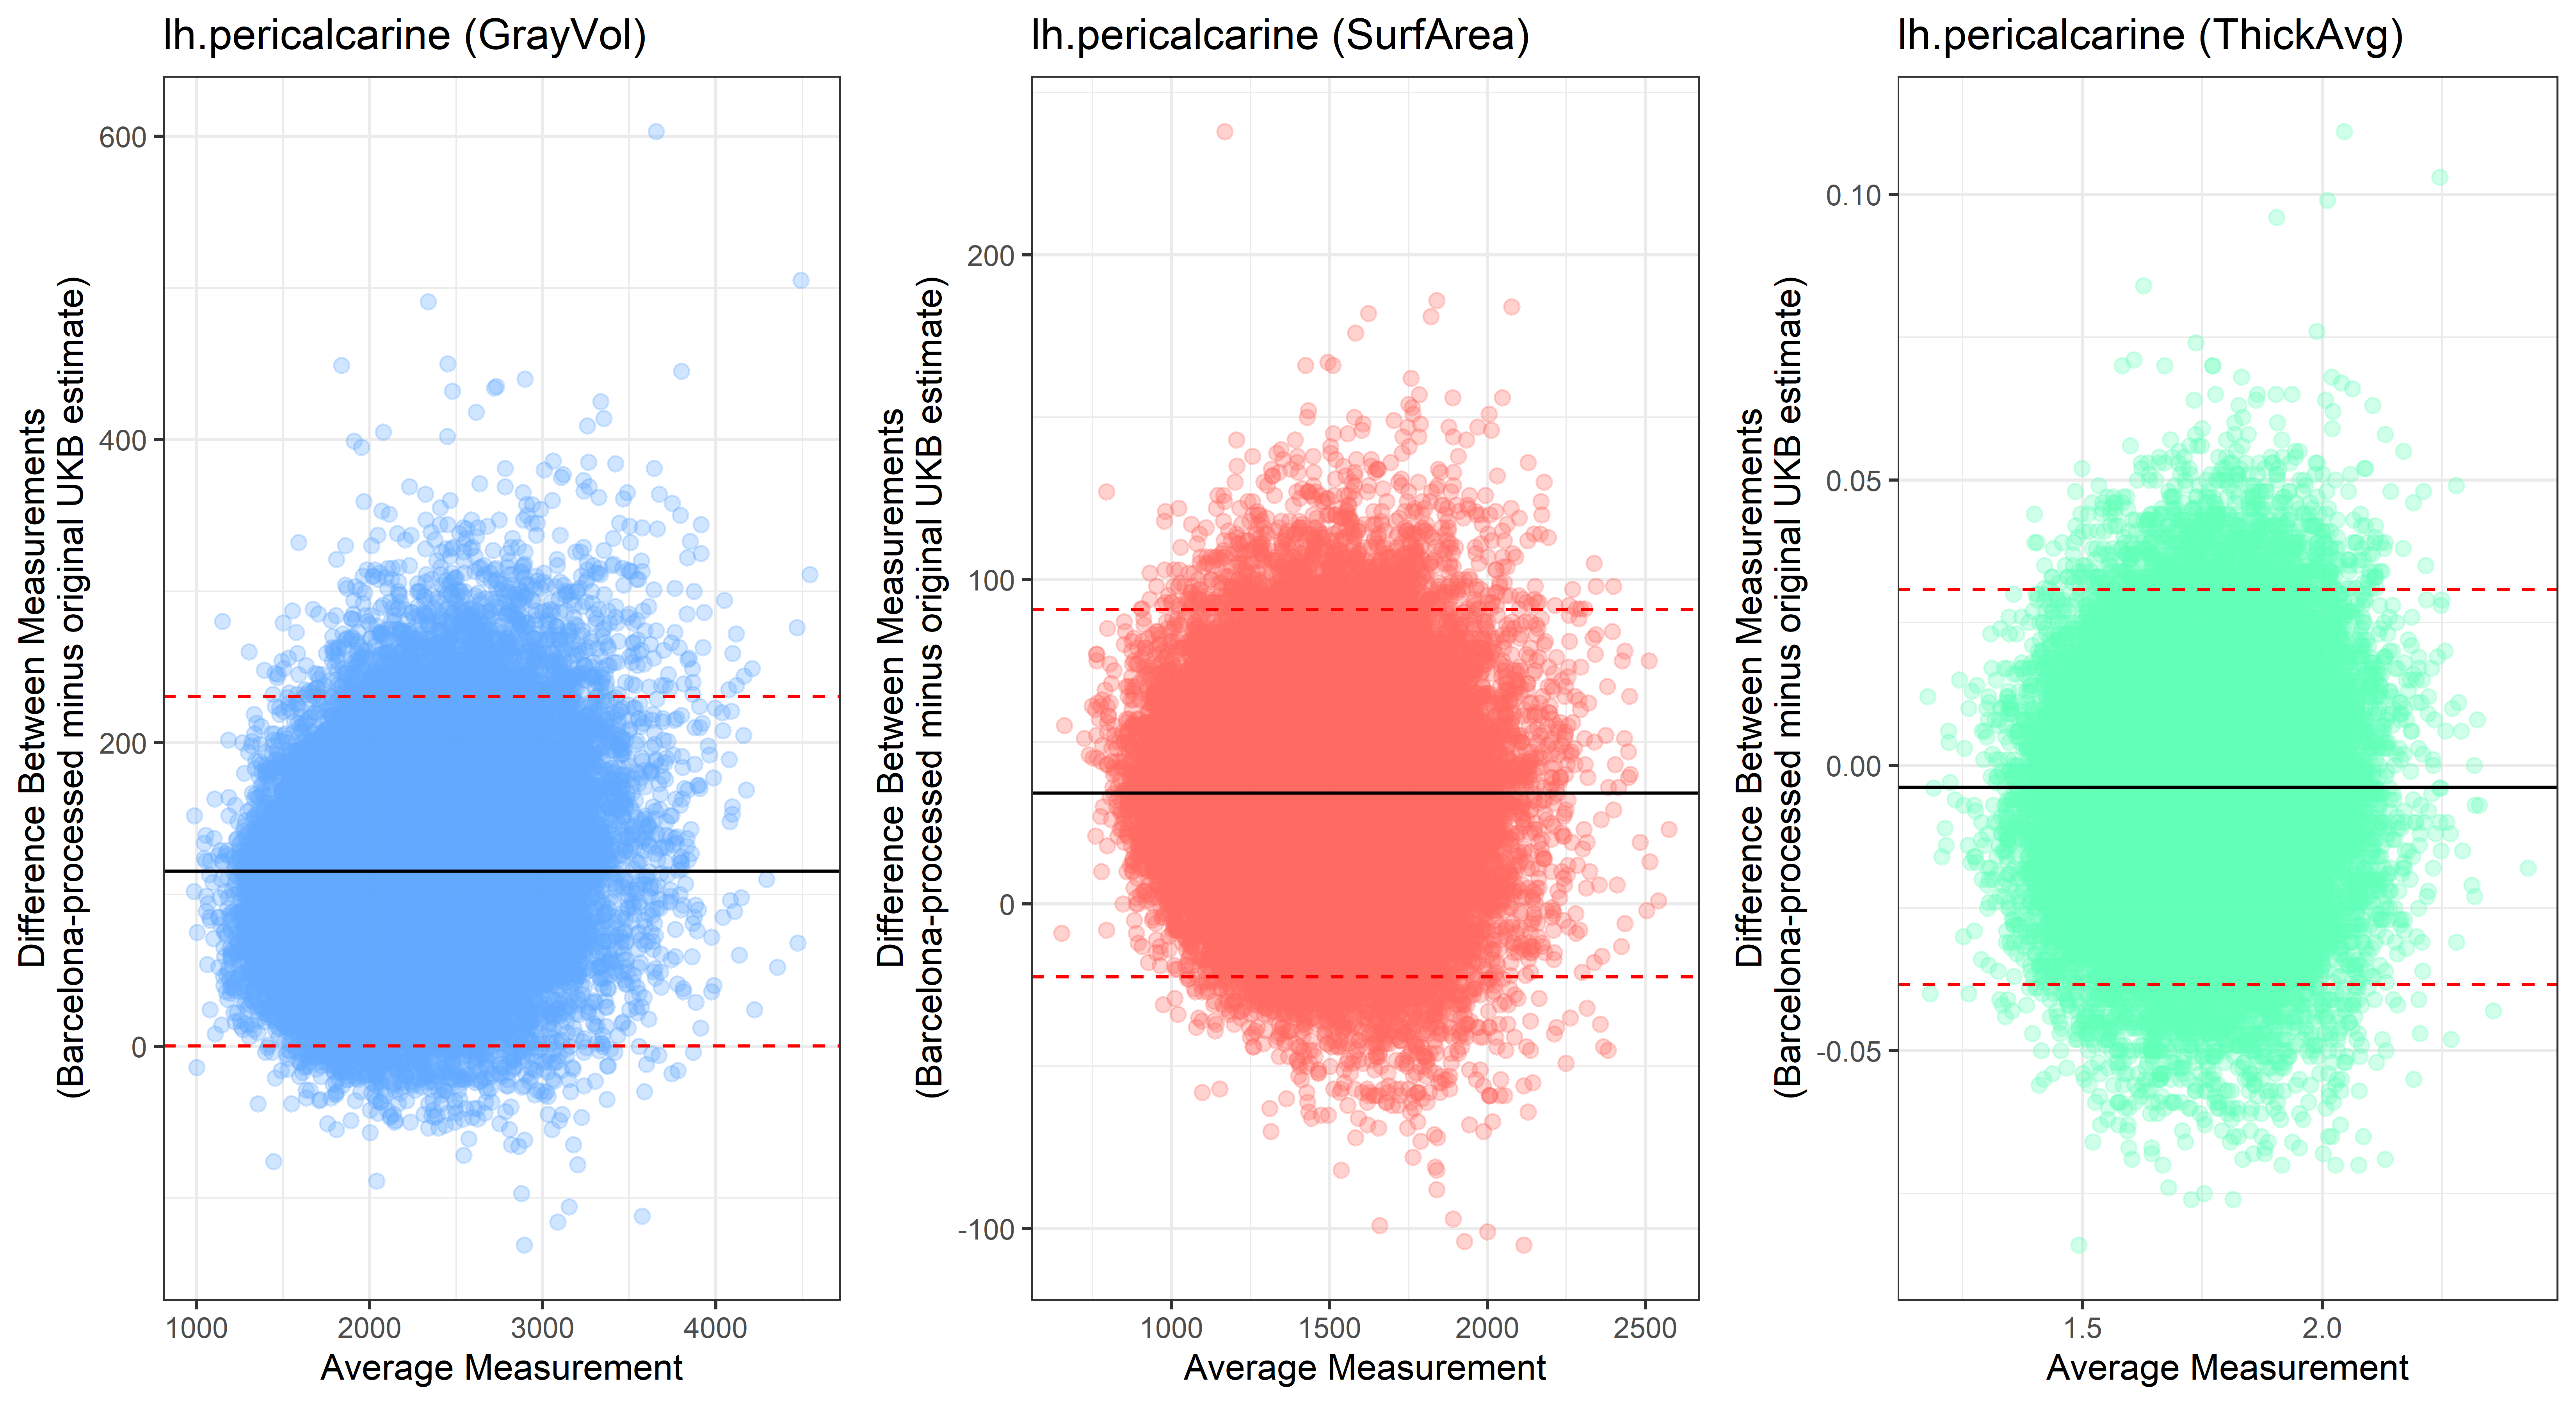 lh.pericalcarine (GrayVol)
Difference Between Measurements
(Barcelona-processed minus original UKB estimate)
600
400
200
0
1000 2000 3000 4000
Average Measurement
lh.pericalcarine (SurfArea)
Difference Between Measurements
(Barcelona-processed minus original UKB estimate)
200
100
0
-100
1000 1500 2000 2500
Average Measurement
lh.pericalcarine (ThickAvg)
Difference Between Measurements
(Barcelona-processed minus original UKB estimate)
0.10
0.05
0.00
-0.05
1.5 2.0
Average Measurement